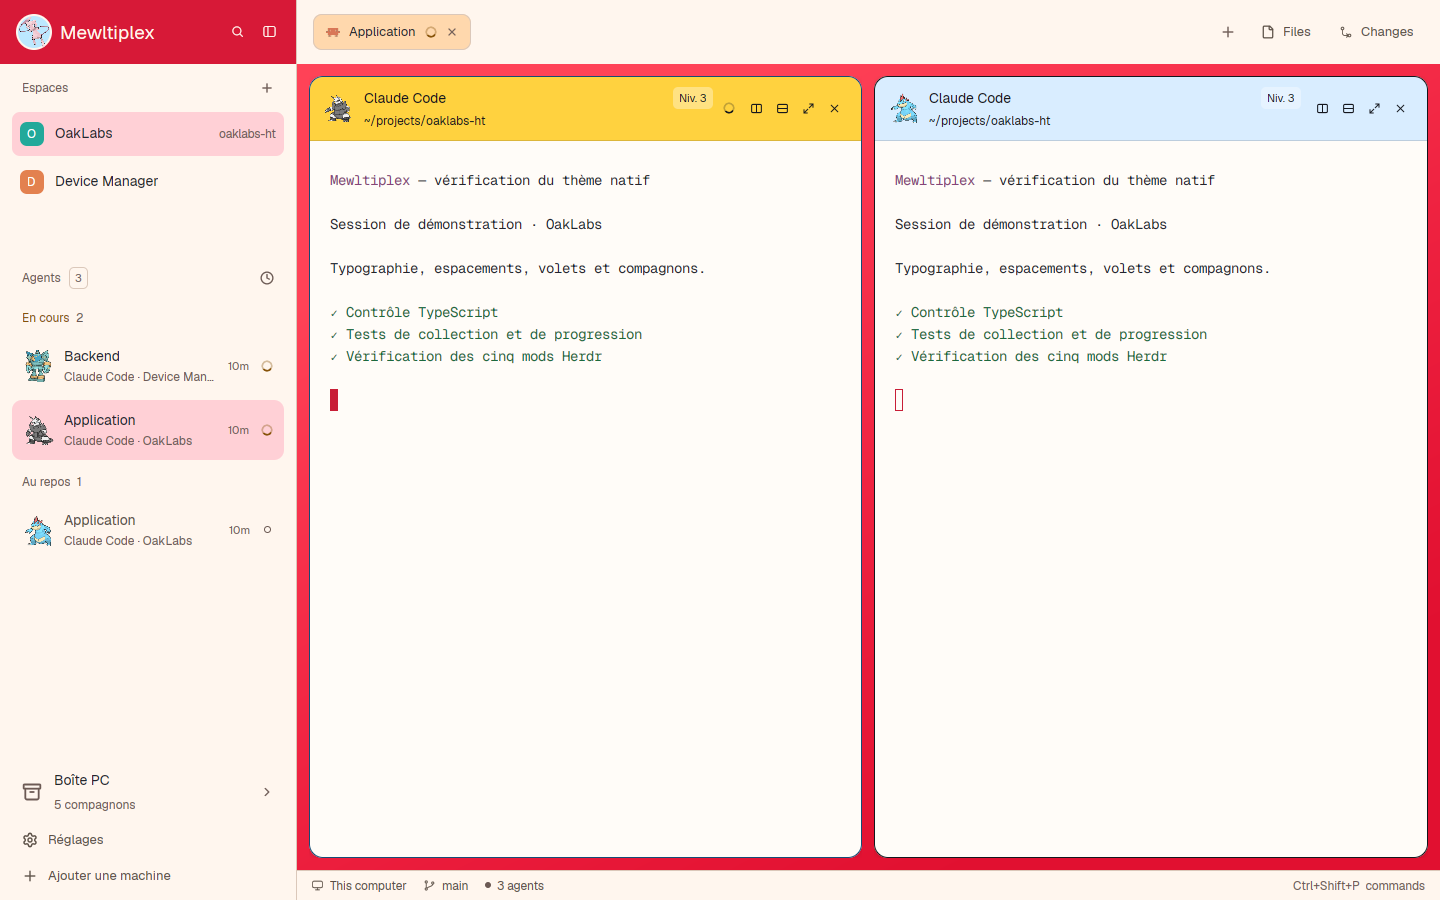 Mewltiplex
Espaces
O OakLabs oaklabs-ht
D Device Manager
Agents 3
En cours 2
Backend
Claude Code · Device Man… 10m
Application
Claude Code · OakLabs 10m
Au repos 1
Application
Claude Code · OakLabs 10m
Boîte PC
5 compagnons
Réglages
Ajouter une machine
Application
Files
Changes
Claude Code
~/projects/oaklabs-ht
Niv. 3
Mewltiplex — vérification du thème natif
Session de démonstration · OakLabs
Typographie, espacements, volets et compagnons.
✓ Contrôle TypeScript
✓ Tests de collection et de progression
✓ Vérification des cinq mods Herdr
Claude Code
~/projects/oaklabs-ht
Niv. 3
Mewltiplex — vérification du thème natif
Session de démonstration · OakLabs
Typographie, espacements, volets et compagnons.
✓ Contrôle TypeScript
✓ Tests de collection et de progression
✓ Vérification des cinq mods Herdr
This computer main 3 agents
Ctrl+Shift+P commands